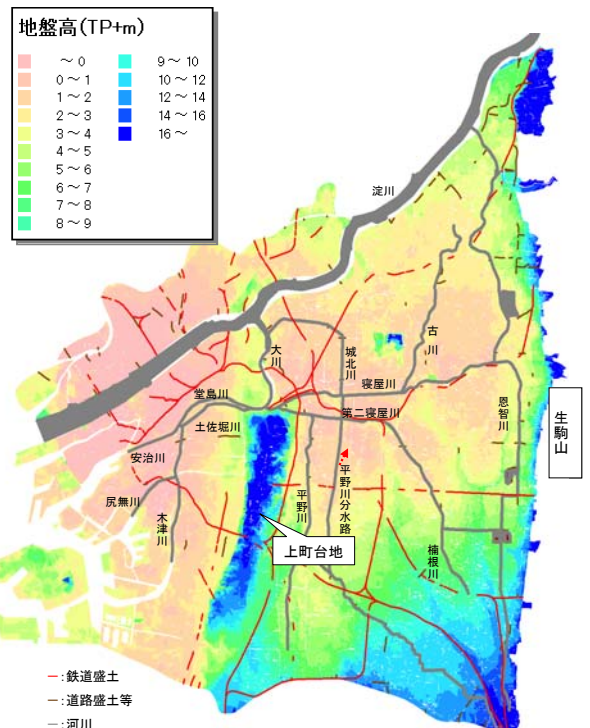 地盤高(TP+m)
～0
0～1
1～2
2～3
3～4
4～5
5～6
6～7
7～8
8～9
9～10
10～12
12～14
14～16
16～
淀川
大川
城北川
古川
寝屋川
恩智川
生駒山
堂島川
第二寝屋川
土佐堀川
安治川
尻無川
木津川
平野川
平野川分水路
楠根川
上町台地
－:鉄道盛土
－:道路盛土等
－:河川